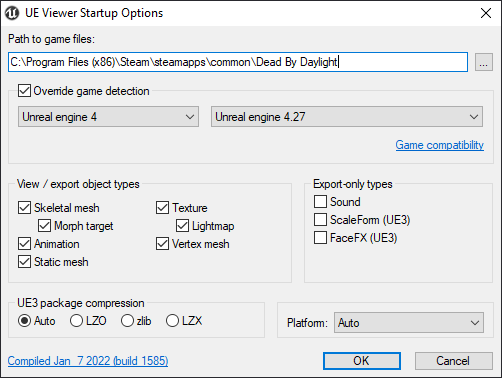 UE Viewer Startup Options
Path to game files:
C:\Program Files (x86)\Steam\steamapps\common\Dead By Daylight
...
Override game detection
Unreal engine 4 Unreal engine 4.27
Game compatibility
View / export object types Export-only types
Skeletal mesh Texture Sound
Morph target Lightmap ScaleForm (UE3)
Animation Vertex mesh FaceFX (UE3)
Static mesh
UE3 package compression
Auto LZO zlib LZX Platform: Auto
Compiled Jan 7 2022 (build 1585) OK Cancel